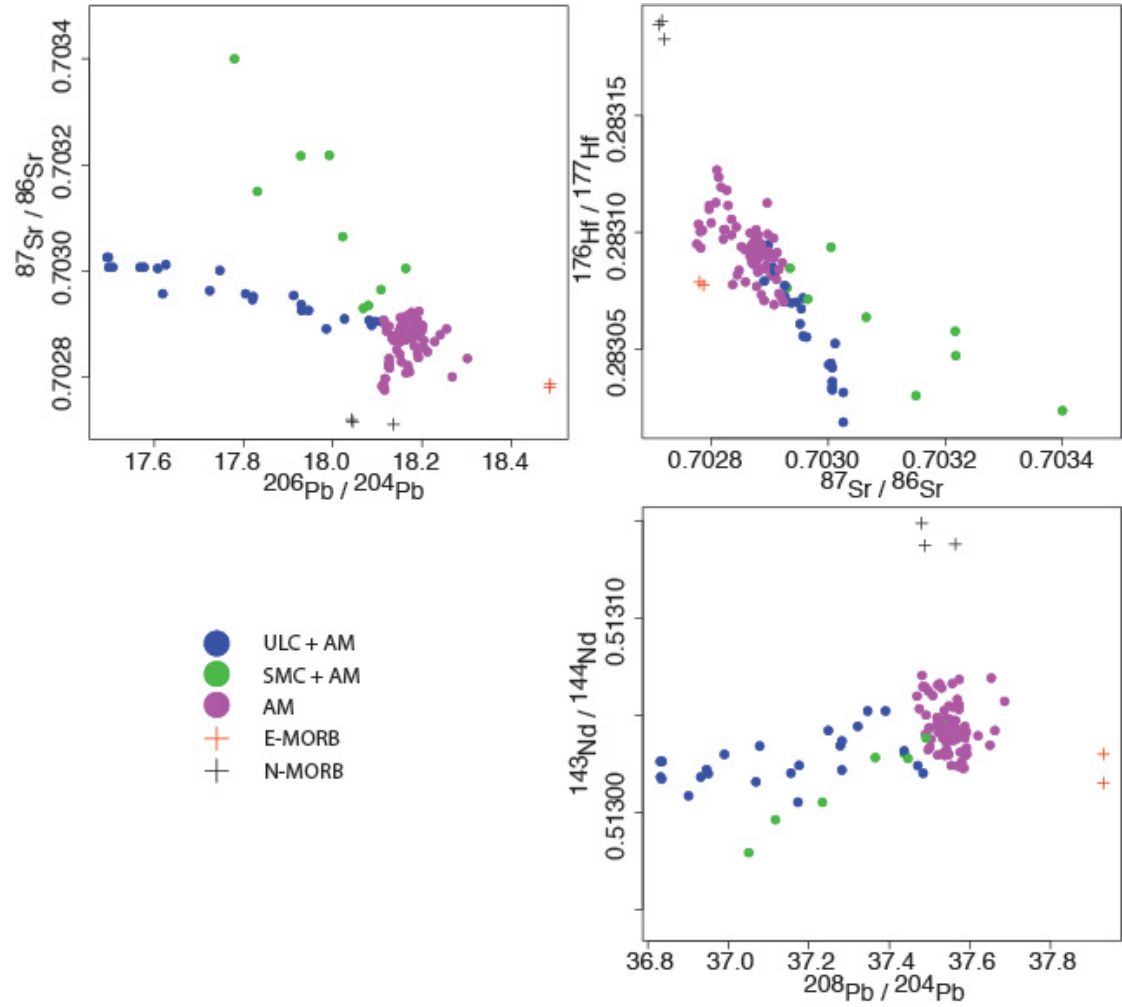 0.7034
0.7032
0.7030
0.7028
87Sr / 86Sr
17.6 17.8 18.0 18.2 18.4
206Pb / 204Pb
0.28315
0.28310
0.28305
176Hf / 177Hf
0.7028 0.7030 0.7032 0.7034
87Sr / 86Sr
ULC + AM
SMC + AM
AM
E-MORB
N-MORB
0.51310
0.51300
143Nd / 144Nd
36.8 37.0 37.2 37.4 37.6 37.8
208Pb / 204Pb